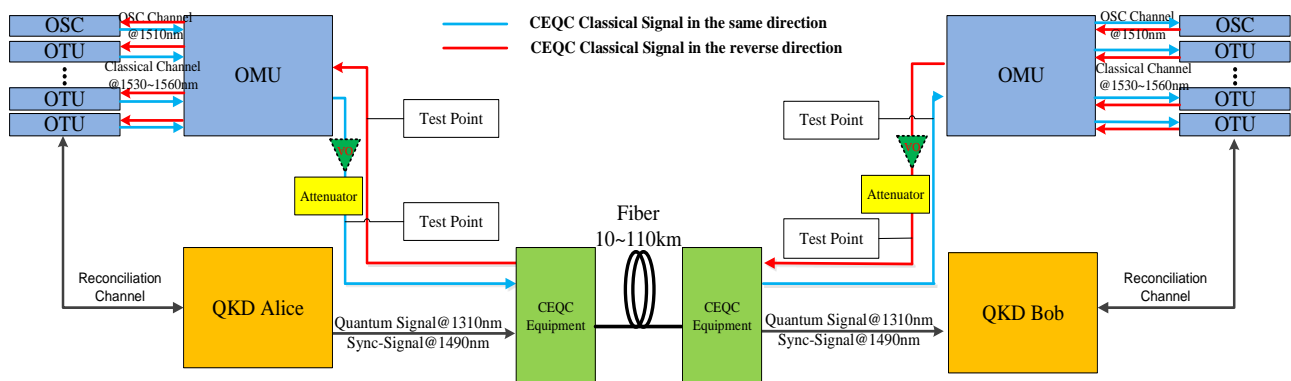 CEQC Classical Signal in the same direction
CEQC Classical Signal in the reverse direction
OSC
OTU
OTU
OTU
OSC Channel
@1510nm
Classical Channel
@1530~1560nm
OMU
Test Point
Attenuator
Test Point
Reconciliation
Channel
QKD Alice
Quantum Signal@1310nm
Sync-Signal@1490nm
CEQC
Equipment
Fiber
10~110km
CEQC
Equipment
Quantum Signal@1310nm
Sync-Signal@1490nm
Test Point
Attenuator
Test Point
OMU
OSC Channel
@1510nm
Classical Channel
@1530~1560nm
OSC
OTU
OTU
OTU
QKD Bob
Reconciliation
Channel